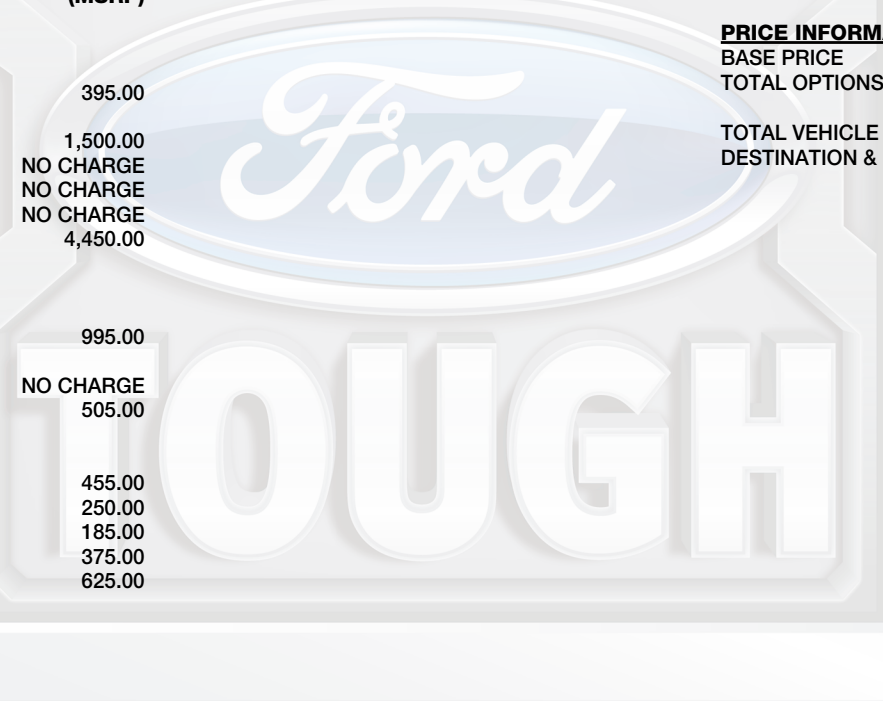 (MSRP)
395.00
1,500.00
NO CHARGE
NO CHARGE
NO CHARGE
4,450.00
995.00
NO CHARGE
505.00
455.00
250.00
185.00
375.00
625.00
PRICE INFORMA
BASE PRICE
TOTAL OPTIONS
TOTAL VEHICLE
DESTINATION &
Ford
TOUGH